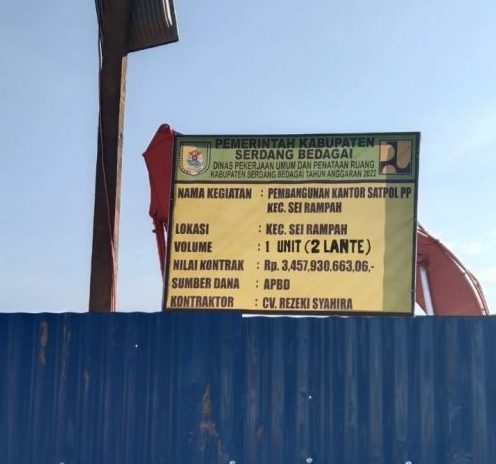 PEMERINTAH KABUPATEN
SERDANG BEDAGAI
DINAS PEKERJAAN UMUM DAN PENATAAN RUANG
KABUPATEN SERDANG BEDAGAI TAHUN ANGGARAN 2022
NAMA KEGIATAN : PEMBANGUNAN KANTOR SATPOL PP
KEC. SEI RAMPAH
LOKASI : KEC. SEI RAMPAH
VOLUME : 1 UNIT (2 LANTE)
NILAI KONTRAK : Rp. 3,457,930,663,06,-
SUMBER DANA : APBD
KONTRAKTOR : CV. REZEKI SYAHIRA